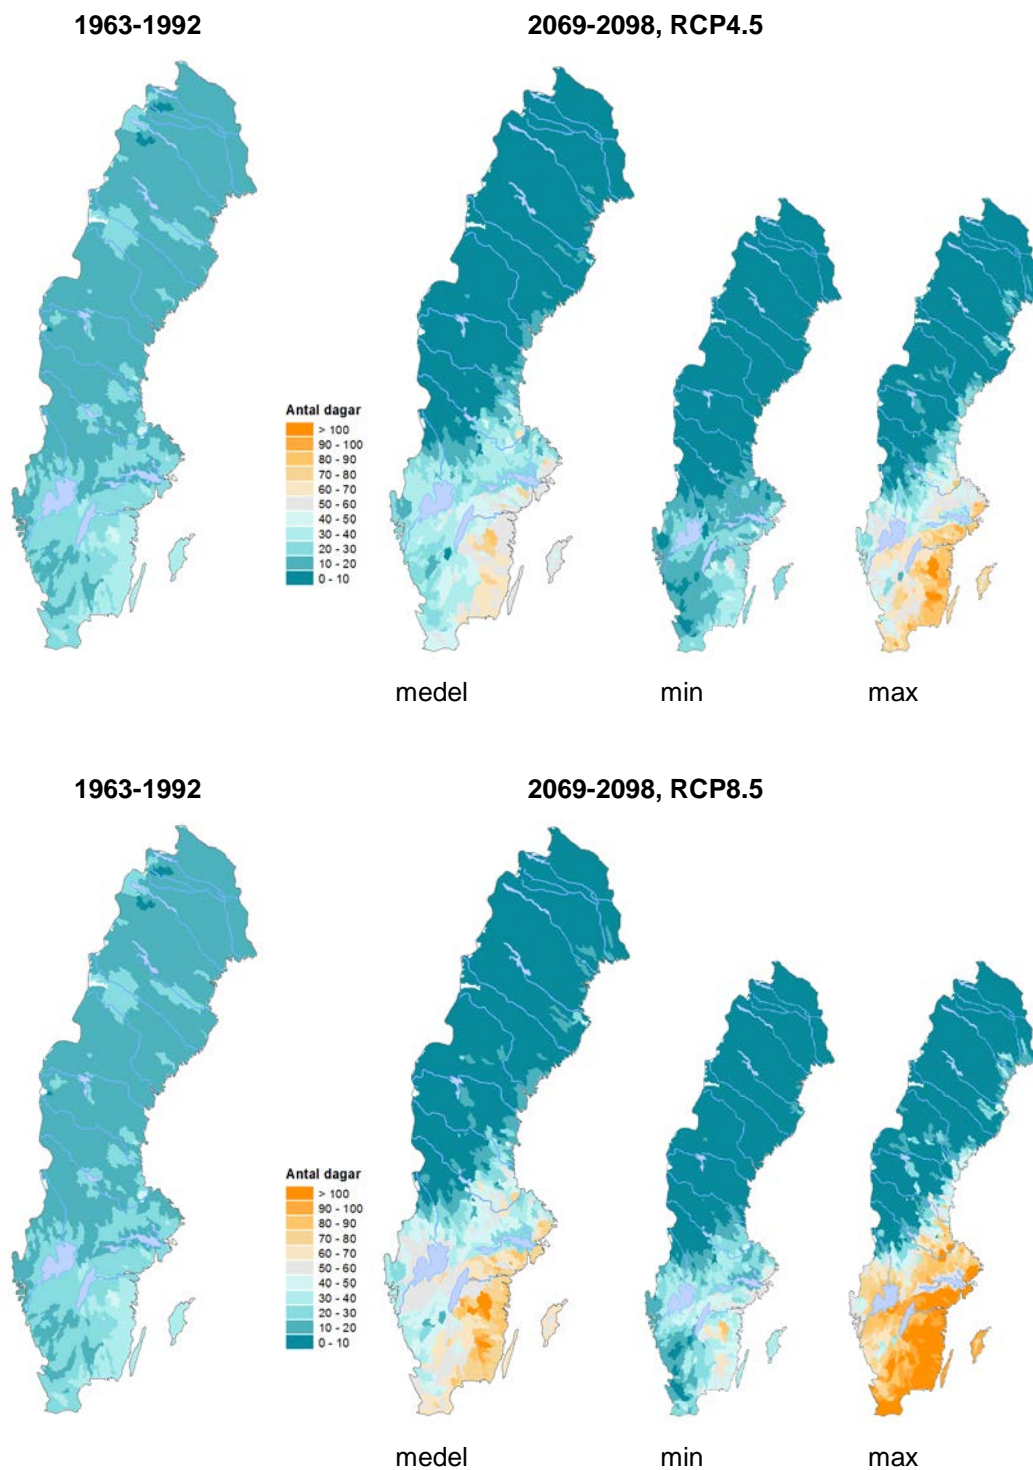 1963-1992
2069-2098, RCP4.5
Antal dagar
> 100
90 - 100
80 - 90
70 - 80
60 - 70
50 - 60
40 - 50
30 - 40
20 - 30
10 - 20
0 - 10
medel
min
max
1963-1992
2069-2098, RCP8.5
Antal dagar
> 100
90 - 100
80 - 90
70 - 80
60 - 70
50 - 60
40 - 50
30 - 40
20 - 30
10 - 20
0 - 10
medel
min
max